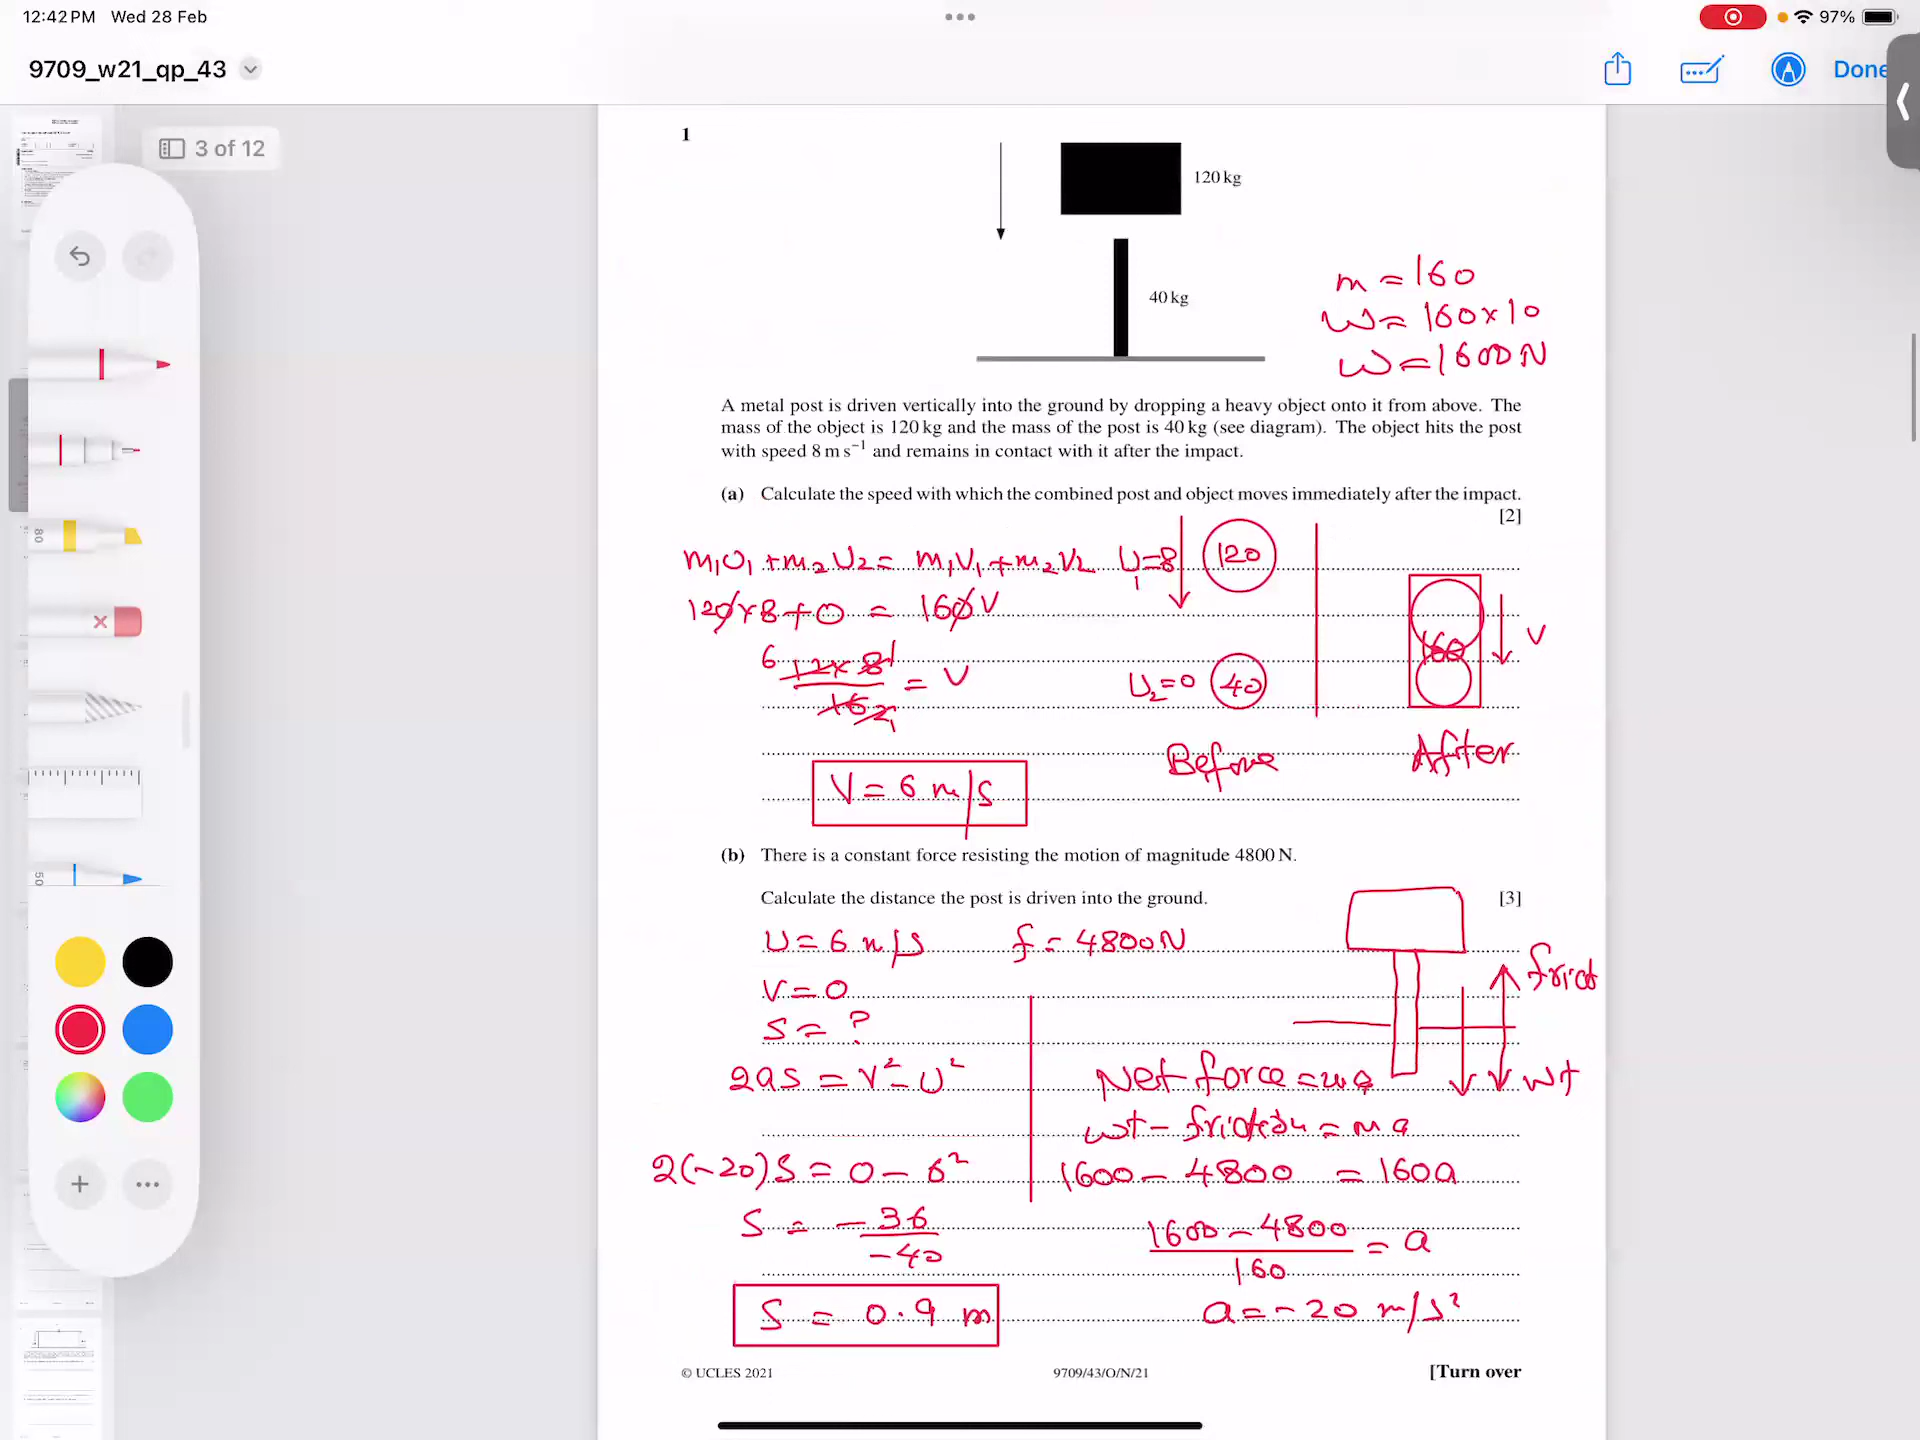 12:42 PM Wed 28 Feb
97%
9709_w21_qp_43
Done
3 of 12
80
50
1
120 kg
40 kg
m = 160
W = 160 x 10
W = 1600 N
A metal post is driven vertically into the ground by dropping a heavy object onto it from above. The
mass of the object is 120 kg and the mass of the post is 40 kg (see diagram). The object hits the post
with speed 8 m s⁻¹ and remains in contact with it after the impact.
(a) Calculate the speed with which the combined post and object moves immediately after the impact.
[2]
m₁U₁ + m₂U₂ = m₁V₁ + m₂V₂ U₁ = 8 120
120 x 8 + 0 = 160 V
6 12 x 8 1 / 16 2 1 = V
U₂ = 0 40
160 V
Before After
V = 6 m/s
(b) There is a constant force resisting the motion of magnitude 4800 N.
Calculate the distance the post is driven into the ground. [3]
U = 6 m/s f = 4800 N
V = 0
frict
S = ?
2as = V² - U²
Net force = ma
wt
wt - friction = ma
2(-20)S = 0 - 6² 1600 - 4800 = 160a
S = -36 / -40
1600 - 4800 / 160 = a
S = 0.9 m a = -20 m/s²
© UCLES 2021 9709/43/O/N/21 [Turn over